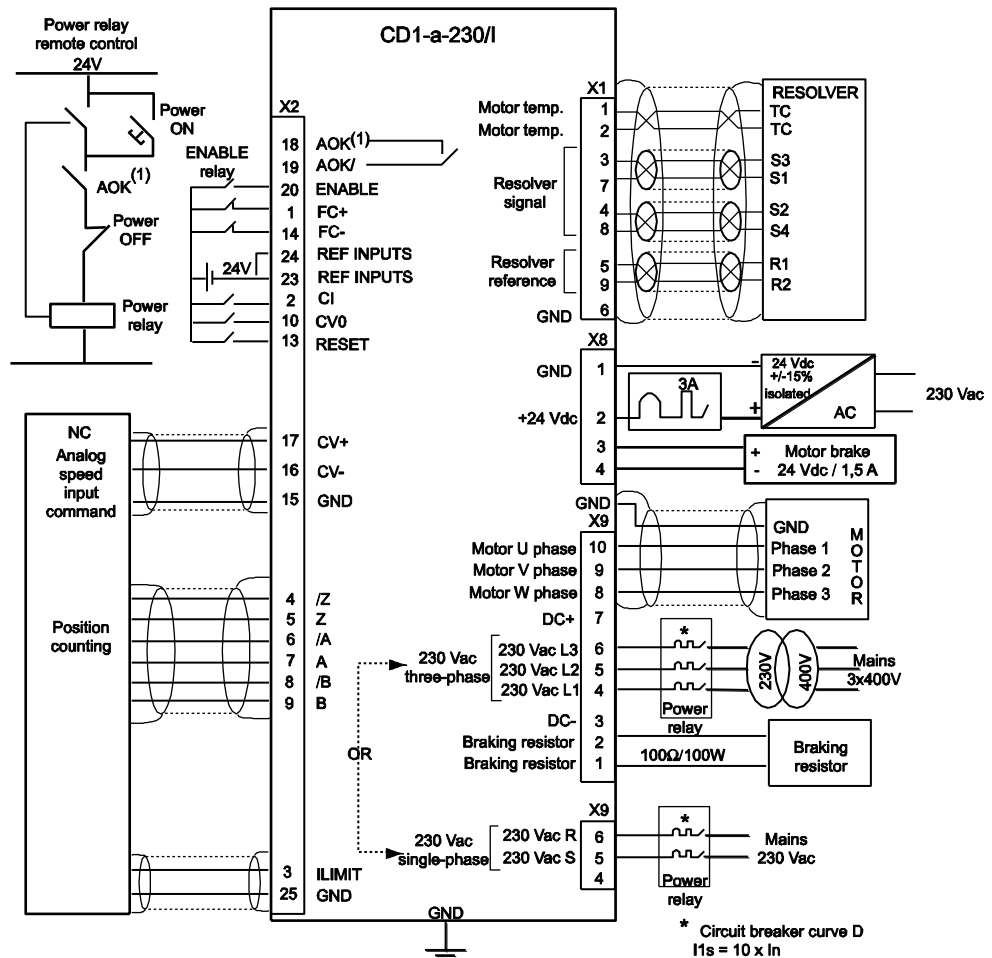 CD1-a-230/I
Power relay
remote control
24V
Power
ON
AOK(1)
Power
OFF
Power
relay
ENABLE
relay
24V
X2
18 AOK(1)
19 AOK/
20 ENABLE
1 FC+
14 FC-
24 REF INPUTS
23 REF INPUTS
2 CI
10 CV0
13 RESET
NC
Analog
speed
input
command
17 CV+
16 CV-
15 GND
Position
counting
4 /Z
5 Z
6 /A
7 A
8 /B
9 B
3 ILIMIT
25 GND
X1
Motor temp. 1
Motor temp. 2
Resolver
signal
3
7
4
8
Resolver
reference
5
9
GND 6
RESOLVER
TC
TC
S3
S1
S2
S4
R1
R2
X8
GND 1
+24 Vdc 2
3
4
3A
-
+
24 Vdc
+/-15%
isolated
AC
230 Vac
+ Motor brake
- 24 Vdc / 1,5 A
GND
X9
Motor U phase 10
Motor V phase 9
Motor W phase 8
DC+ 7
GND
Phase 1
Phase 2
Phase 3
MOTOR
230 Vac
three-phase
230 Vac L3 6
230 Vac L2 5
230 Vac L1 4
*
Power
relay
230V
400V
Mains
3x400V
DC- 3
Braking resistor 2
Braking resistor 1
100Ω/100W
Braking
resistor
OR
X9
230 Vac
single-phase
230 Vac R 6
230 Vac S 5
4
*
Power
relay
Mains
230 Vac
GND
* Circuit breaker curve D
I1s = 10 x In